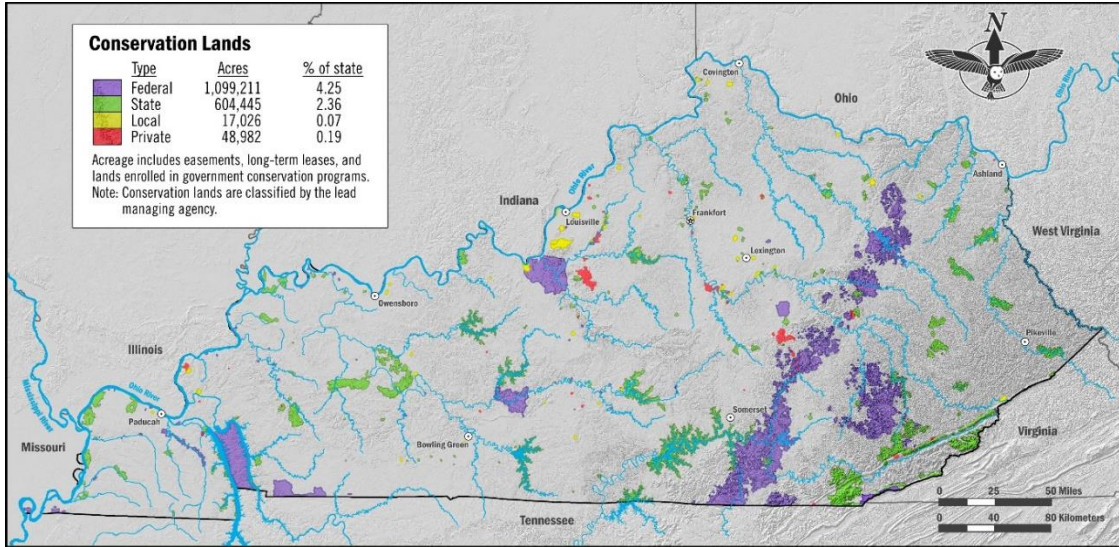 Conservation Lands
Type Acres % of state
Federal 1,099,211 4.25
State 604,445 2.36
Local 17,026 0.07
Private 48,982 0.19
Acreage includes easements, long-term leases, and
lands enrolled in government conservation programs.
Note: Conservation lands are classified by the lead
managing agency.
N
Covington
Ohio
Ohio River
Ashland
Indiana
Ohio River
Louisville
Frankfort
West Virginia
Lexington
Owensboro
Illinois
Pikeville
Mississippi River
Ohio River
Paducah
Somerset
Virginia
Missouri
Bowling Green
Tennessee
0 25 50 Miles
0 40 80 Kilometers